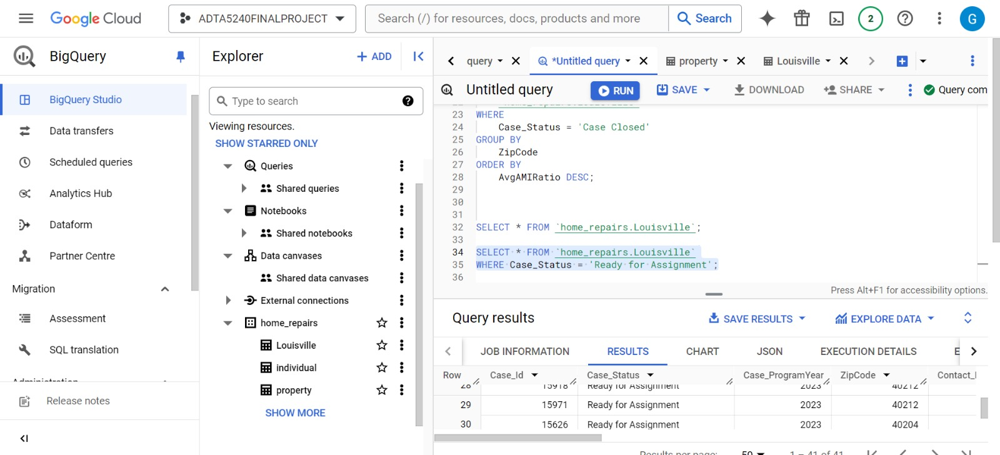 Google Cloud
ADTA5240FINALPROJECT
Search (/) for resources, docs, products and more
Search
2
G
BigQuery
BigQuery Studio
Data transfers
Scheduled queries
Analytics Hub
Dataform
Partner Centre
Migration
Assessment
SQL translation
Administration
Release notes
Explorer
+ ADD
Type to search
Viewing resources.
SHOW STARRED ONLY
Queries
Shared queries
Notebooks
Shared notebooks
Data canvases
Shared data canvases
External connections
home_repairs
Louisville
individual
property
SHOW MORE
query
*Untitled query
property
Louisville
Untitled query
RUN
SAVE
DOWNLOAD
SHARE
Query com
23 WHERE
24 Case_Status = 'Case Closed'
25 GROUP BY
26 ZipCode
27 ORDER BY
28 AvgAMIRatio DESC;
29
30
31
32 SELECT * FROM `home_repairs.Louisville`;
33
34 SELECT * FROM `home_repairs.Louisville`
35 WHERE Case_Status = 'Ready for Assignment';
36
Press Alt+F1 for accessibility options.
Query results
SAVE RESULTS
EXPLORE DATA
JOB INFORMATION
RESULTS
CHART
JSON
EXECUTION DETAILS
E
Row Case_Id Case_Status Case_ProgramYear ZipCode Contact_I
28 15918 Ready for Assignment 2023 40212
29 15971 Ready for Assignment 2023 40212
30 15626 Ready for Assignment 2023 40204
Results per page: 50 1 – 41 of 41